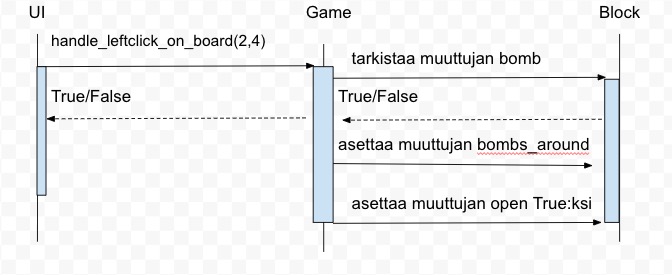 UI
Game
Block
handle_leftclick_on_board(2,4)
tarkistaa muuttujan bomb
True/False
True/False
asettaa muuttujan bombs_around
asettaa muuttujan open True:ksi